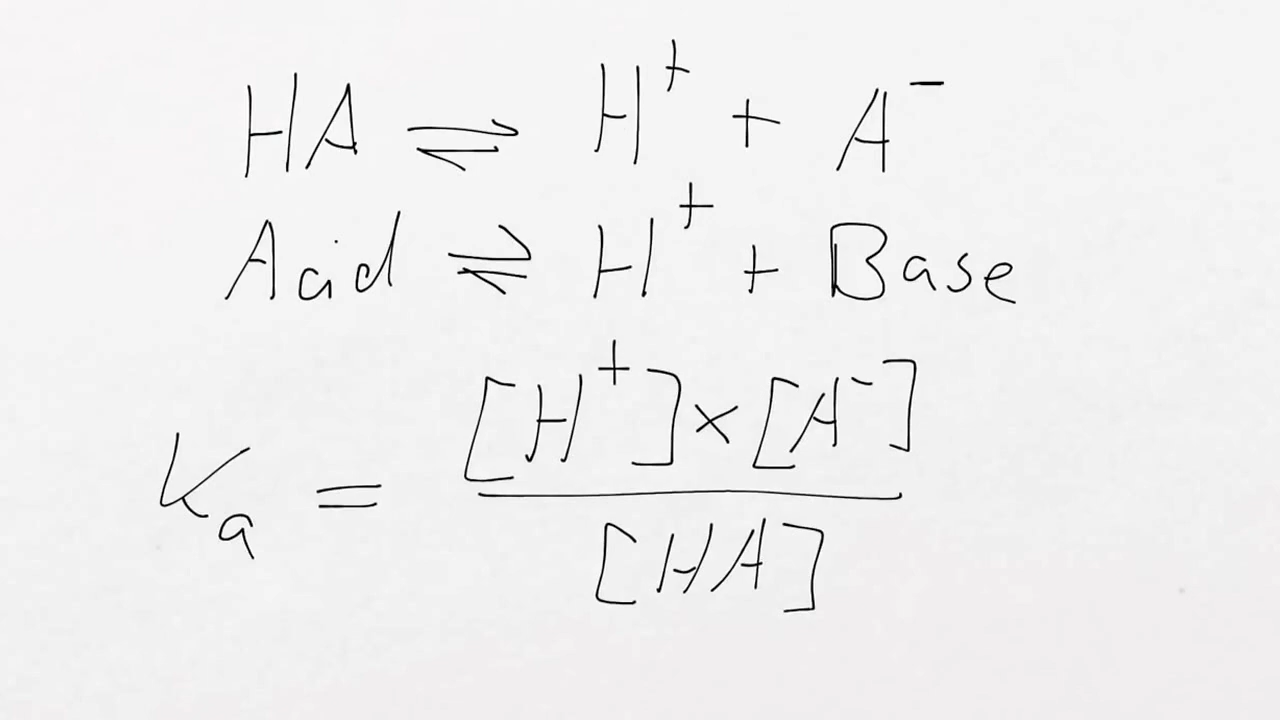 HA ⇌ H⁺ + A⁻
Acid ⇌ H⁺ + Base
Kₐ = [H⁺] × [A⁻] / [HA]